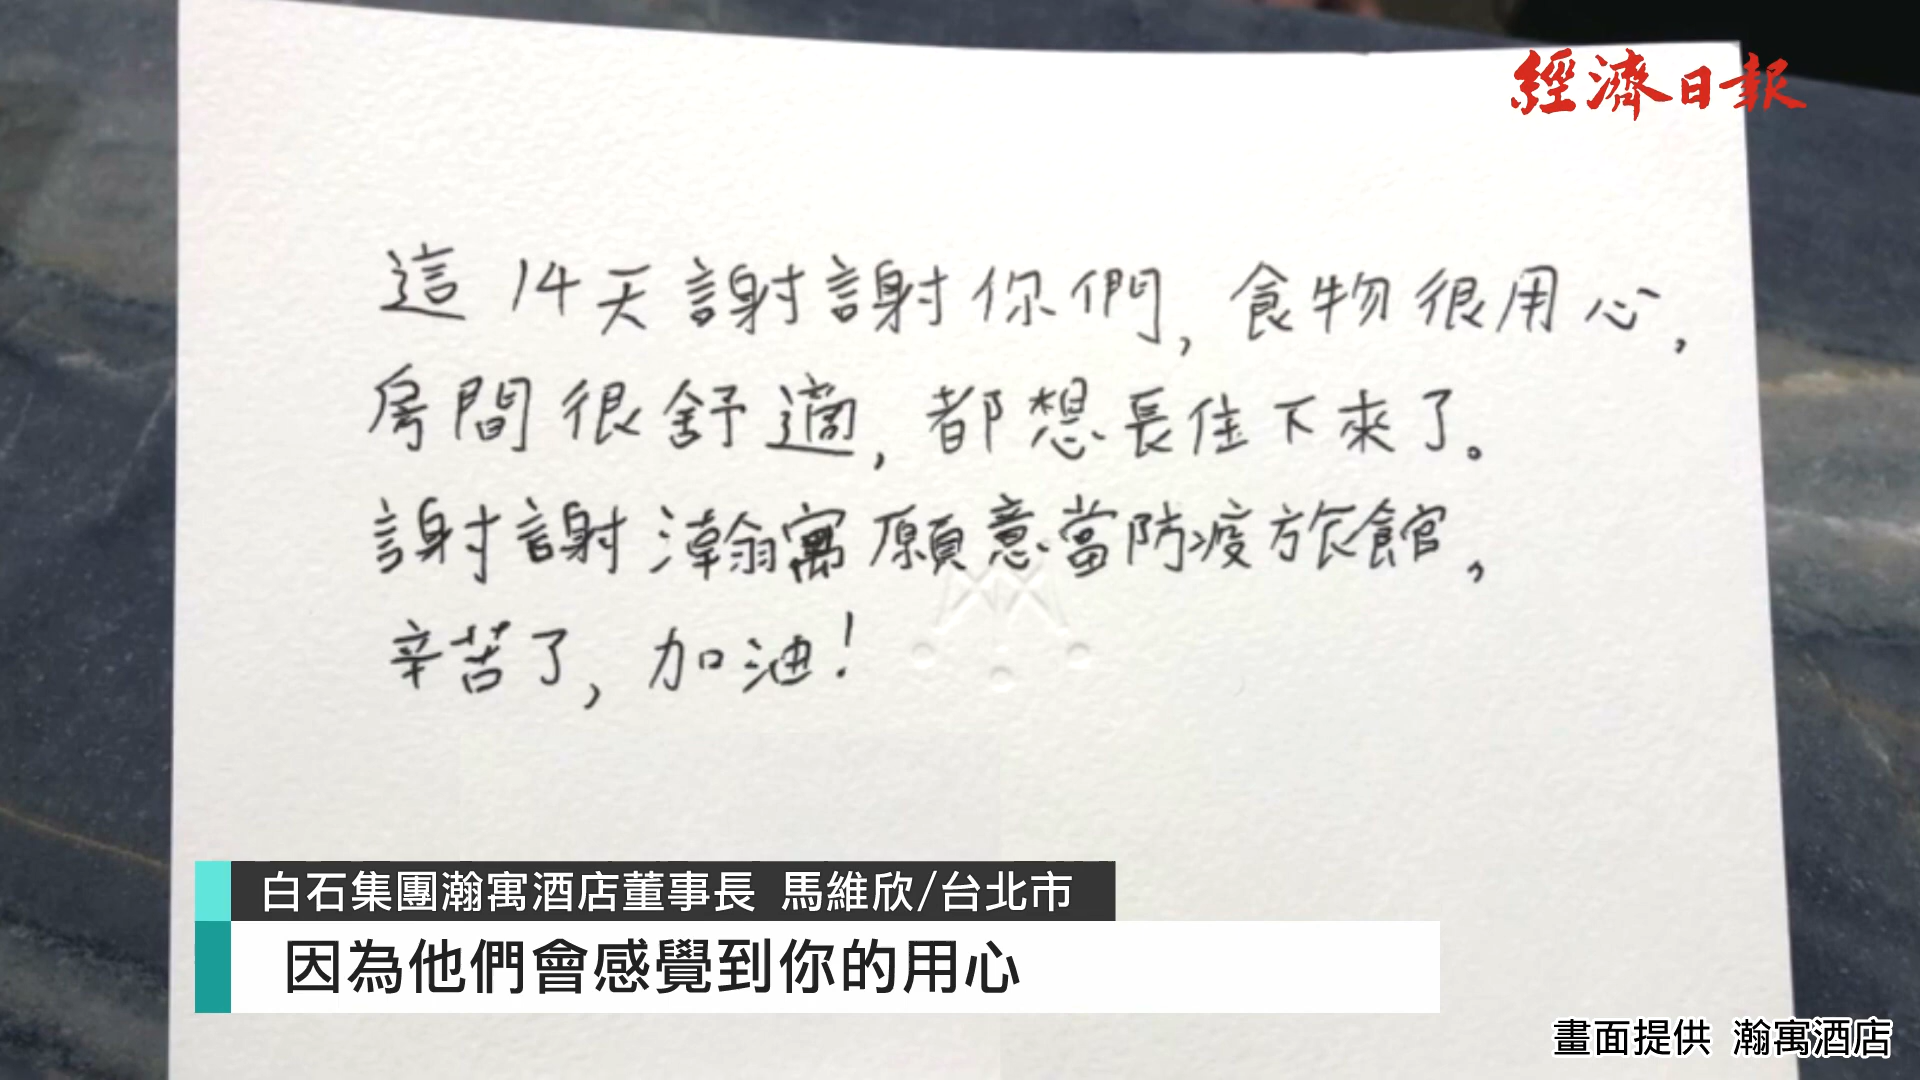 經濟日報
這14天謝謝你們,食物很用心,
房間很舒適,都想長住下來了。
謝謝瀚寓願意當防疫旅館,
辛苦了,加油!
白石集團瀚寓酒店董事長 馬維欣/台北市
因為他們會感覺到你的用心
畫面提供 瀚寓酒店